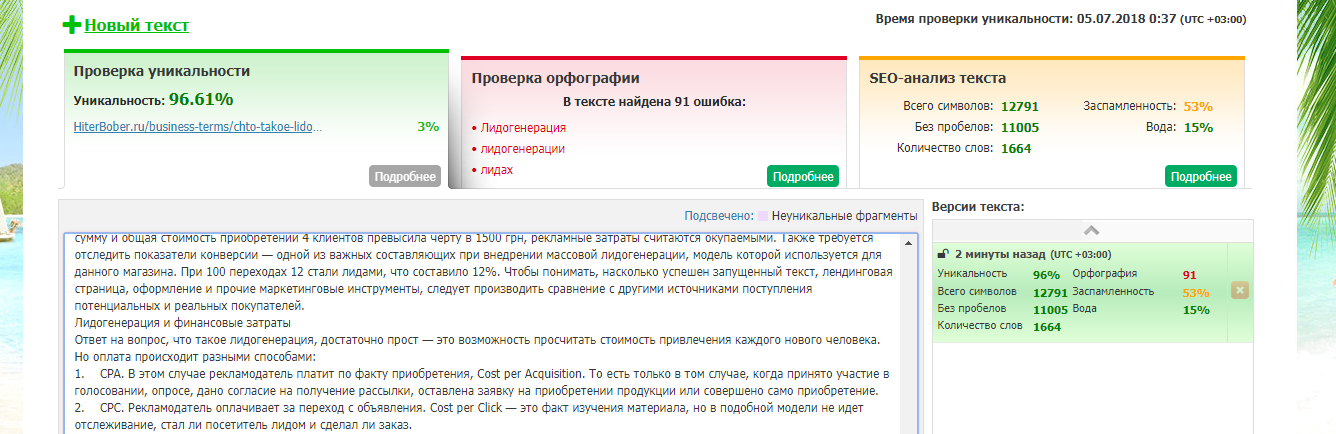 Новый текст
Время проверки уникальности: 05.07.2018 0:37 (UTC +03:00)
Проверка уникальности
Уникальность: 96.61%
HiterBober.ru/business-terms/chto-takoe-lido... 3%
Подробнее
Проверка орфографии
В тексте найдена 91 ошибка:
• Лидогенерация
• лидогенерации
• лидах
Подробнее
SEO-анализ текста
Всего символов: 12791 Заспамленность: 53%
Без пробелов: 11005 Вода: 15%
Количество слов: 1664
Подробнее
Подсвечено: Неуникальные фрагменты
сумму и общая стоимость приобретений 4 клиентов превысила черту в 1500 грн, рекламные затраты считаются окупаемыми. Также требуется
отследить показатели конверсии — одной из важных составляющих при внедрении массовой лидогенерации, модель которой используется для
данного магазина. При 100 переходах 12 стали лидами, что составило 12%. Чтобы понимать, насколько успешен запущенный текст, лендинговая
страница, оформление и прочие маркетинговые инструменты, следует производить сравнение с другими источниками поступления
потенциальных и реальных покупателей.
Лидогенерация и финансовые затраты
Ответ на вопрос, что такое лидогенерация, достаточно прост — это возможность просчитать стоимость привлечения каждого нового человека.
Но оплата происходит разными способами:
1. CPA. В этом случае рекламодатель платит по факту приобретения, Cost per Acquisition. То есть только в том случае, когда принято участие в
голосовании, опросе, дано согласие на получение рассылки, оставлена заявку на приобретении продукции или совершено само приобретение.
2. CPC. Рекламодатель оплачивает за переход с объявления. Cost per Click — это факт изучения материала, но в подобной модели не идет
отслеживание, стал ли посетитель лидом и сделал ли заказ.
Версии текста:
2 минуты назад (UTC +03:00)
Уникальность 96% Орфография 91
Всего символов 12791 Заспамленность 53%
Без пробелов 11005 Вода 15%
Количество слов 1664